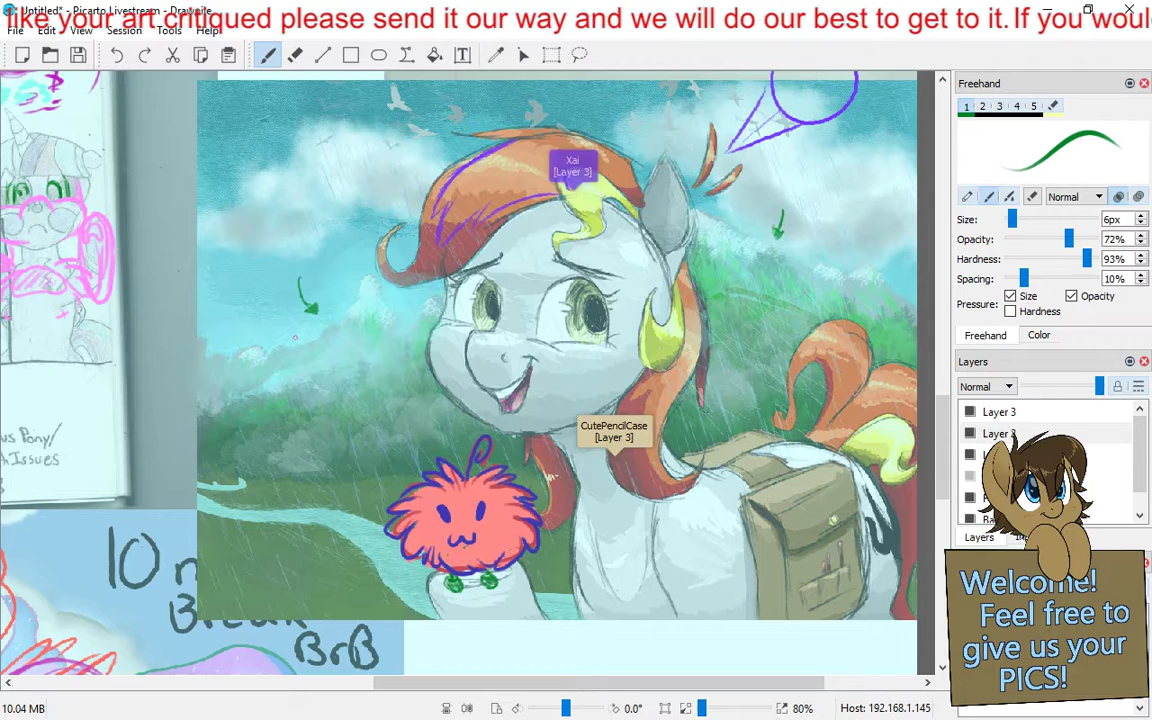 Untitled* - Picarto Livestream - Drawpile
like your art critiqued please send it our way and we will do our best to get to it. If you woul
File Edit View Session Tools Help
Freehand
1 2 3 4 5
Normal
Size: 6px
Opacity: 72%
Hardness: 93%
Spacing: 10%
Pressure: Size Opacity
Hardness
Freehand Color
Layers
Normal
Layer 3
Layer 3
Layers
Xai
[Layer 3]
CutePencilCase
[Layer 3]
Pony/
Issues
10
Break
BrB
Welcome!
Feel free to
give us your
PICS!
10.04 MB
0.0°
80%
Host: 192.168.1.145